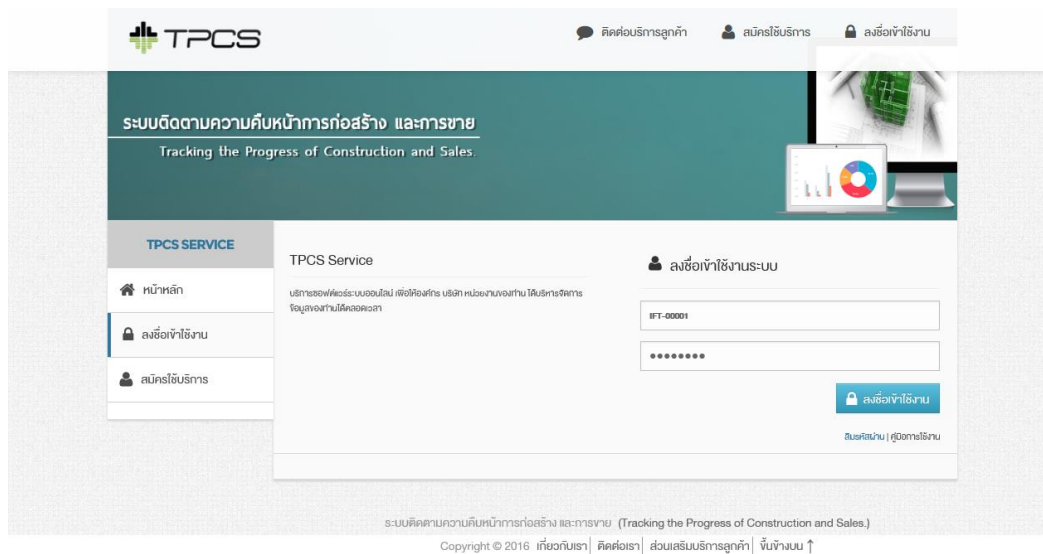 TPCS
ติดต่อบริการลูกค้า
สมัครใช้บริการ
ลงชื่อเข้าใช้งาน
ระบบติดตามความคืบหน้าการก่อสร้าง และการขาย
Tracking the Progress of Construction and Sales.
TPCS SERVICE
หน้าหลัก
ลงชื่อเข้าใช้งาน
สมัครใช้บริการ
TPCS Service
บริการซอฟต์แวร์ระบบออนไลน์ เพื่อให้องค์กร บริษัท หน่วยงานของท่าน ได้บริหารจัดการ
ข้อมูลของท่านได้ตลอดเวลา
ลงชื่อเข้าใช้งานระบบ
IFT-00001
••••••••
ลงชื่อเข้าใช้งาน
ลืมรหัสผ่าน | คู่มือการใช้งาน
ระบบติดตามความคืบหน้าการก่อสร้าง และการขาย (Tracking the Progress of Construction and Sales.)
Copyright © 2016 เกี่ยวกับเรา | ติดต่อเรา | ส่วนเสริมบริการลูกค้า | ขึ้นข้างบน ↑